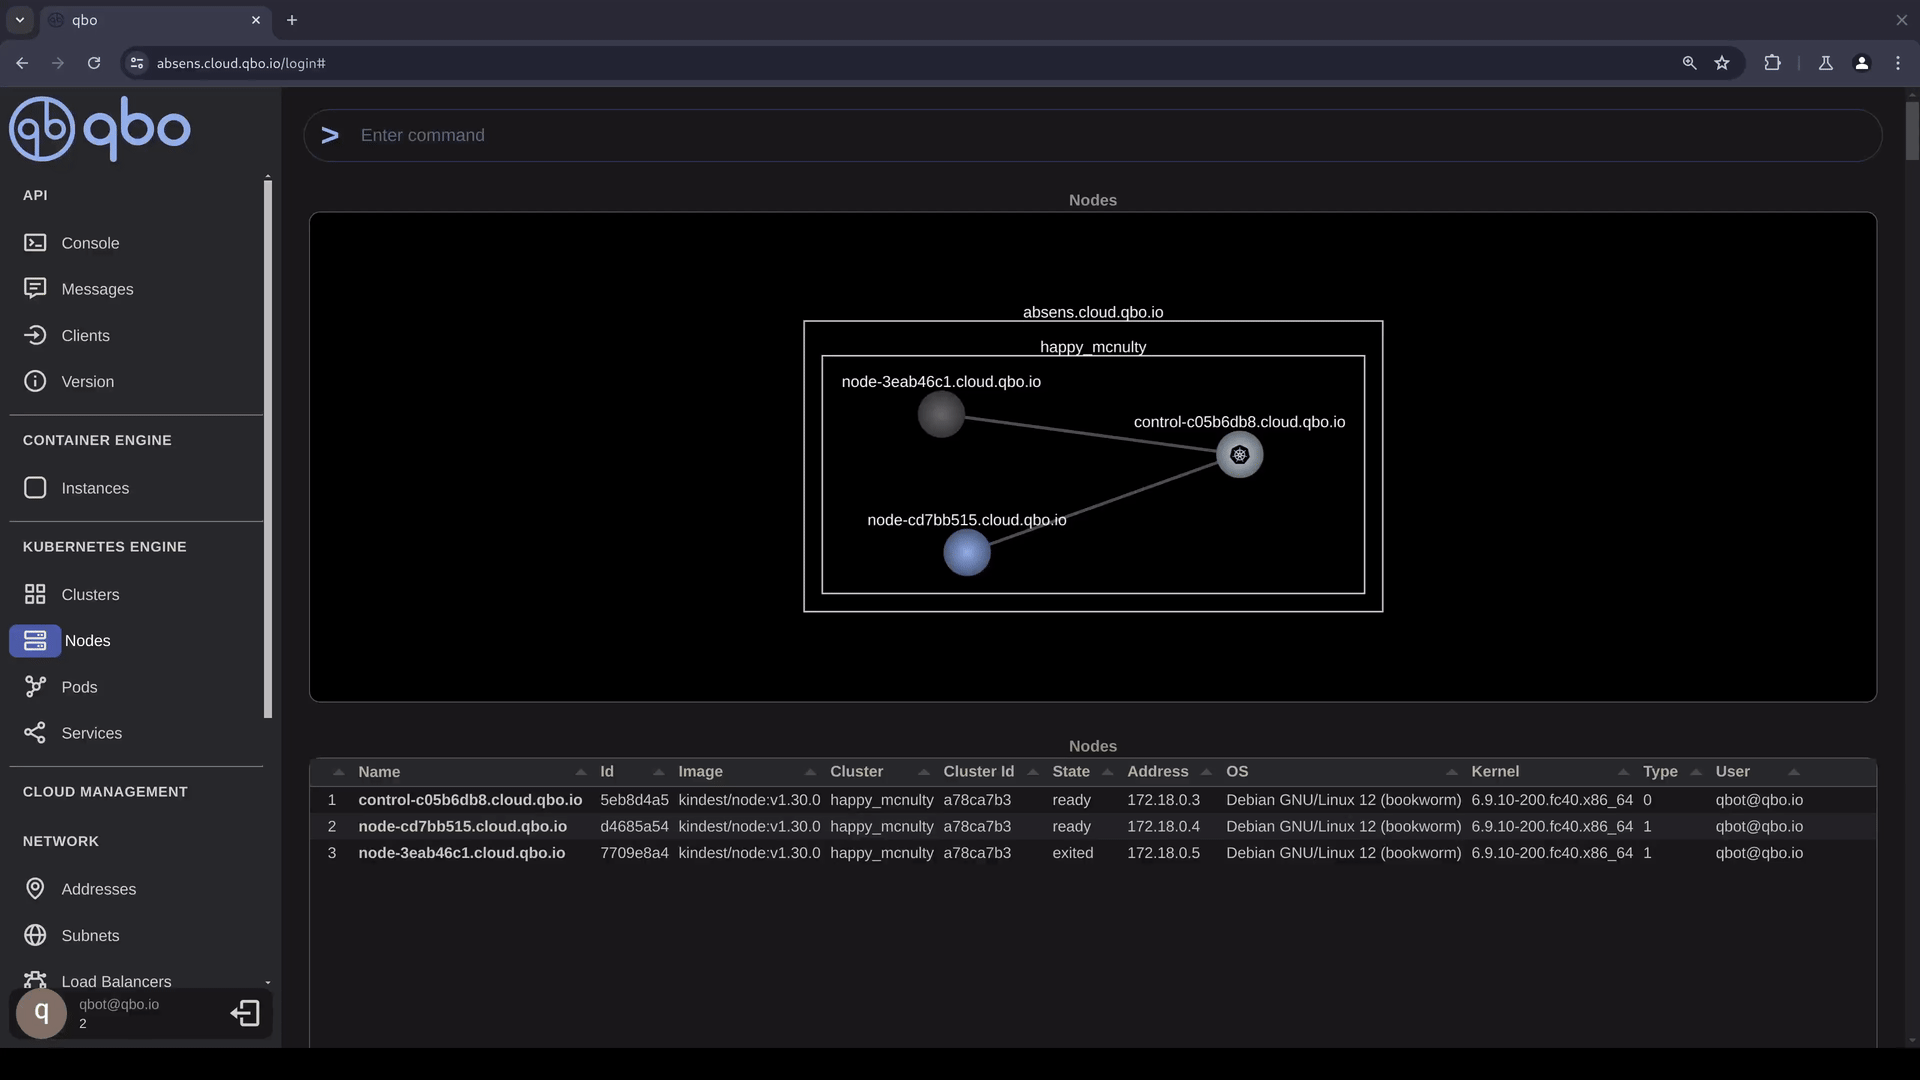 qbo
absens.cloud.qbo.io/login#
qb qbo
API
Console
Messages
Clients
Version
CONTAINER ENGINE
Instances
KUBERNETES ENGINE
Clusters
Nodes
Pods
Services
CLOUD MANAGEMENT
NETWORK
Addresses
Subnets
Load Balancers
q
qbot@qbo.io
2
> Enter command
Nodes
absens.cloud.qbo.io
happy_mcnulty
node-3eab46c1.cloud.qbo.io
control-c05b6db8.cloud.qbo.io
node-cd7bb515.cloud.qbo.io
Nodes
Name Id Image Cluster Cluster Id State Address OS Kernel Type User
1 control-c05b6db8.cloud.qbo.io 5eb8d4a5 kindest/node:v1.30.0 happy_mcnulty a78ca7b3 ready 172.18.0.3 Debian GNU/Linux 12 (bookworm) 6.9.10-200.fc40.x86_64 0 qbot@qbo.io
2 node-cd7bb515.cloud.qbo.io d4685a54 kindest/node:v1.30.0 happy_mcnulty a78ca7b3 ready 172.18.0.4 Debian GNU/Linux 12 (bookworm) 6.9.10-200.fc40.x86_64 1 qbot@qbo.io
3 node-3eab46c1.cloud.qbo.io 7709e8a4 kindest/node:v1.30.0 happy_mcnulty a78ca7b3 exited 172.18.0.5 Debian GNU/Linux 12 (bookworm) 6.9.10-200.fc40.x86_64 1 qbot@qbo.io